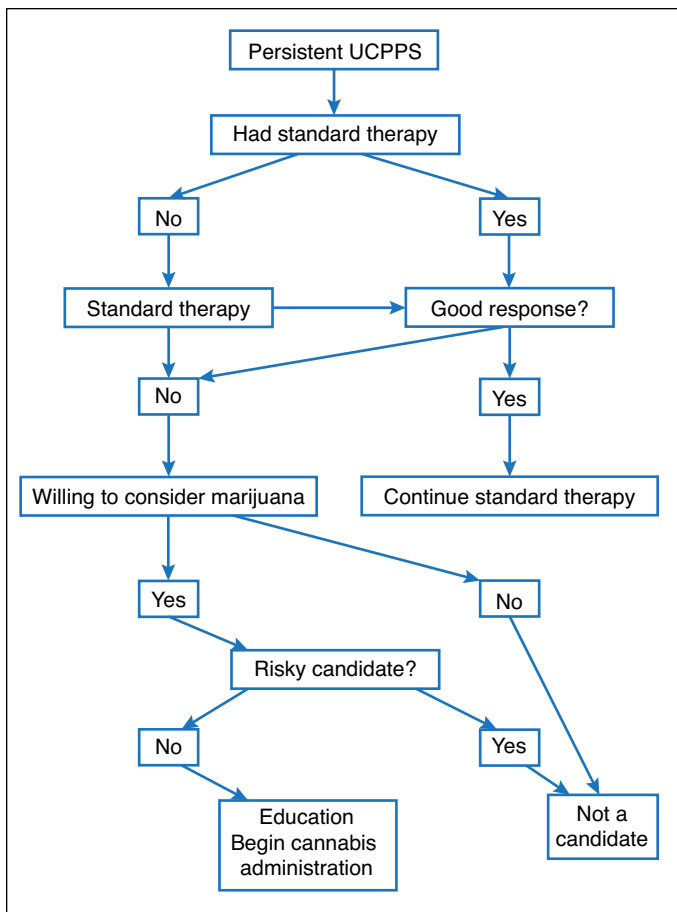 Persistent UCPPS
Had standard therapy
No
Yes
Standard therapy
Good response?
No
Yes
Willing to consider marijuana
Continue standard therapy
Yes
No
Risky candidate?
No
Yes
Education
Begin cannabis
administration
Not a
candidate